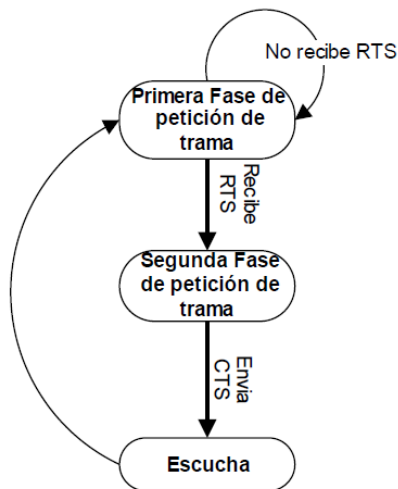 No recibe RTS
Primera Fase de
petición de
trama
Recibe
RTS
Segunda Fase
de petición de
trama
Envia
CTS
Escucha